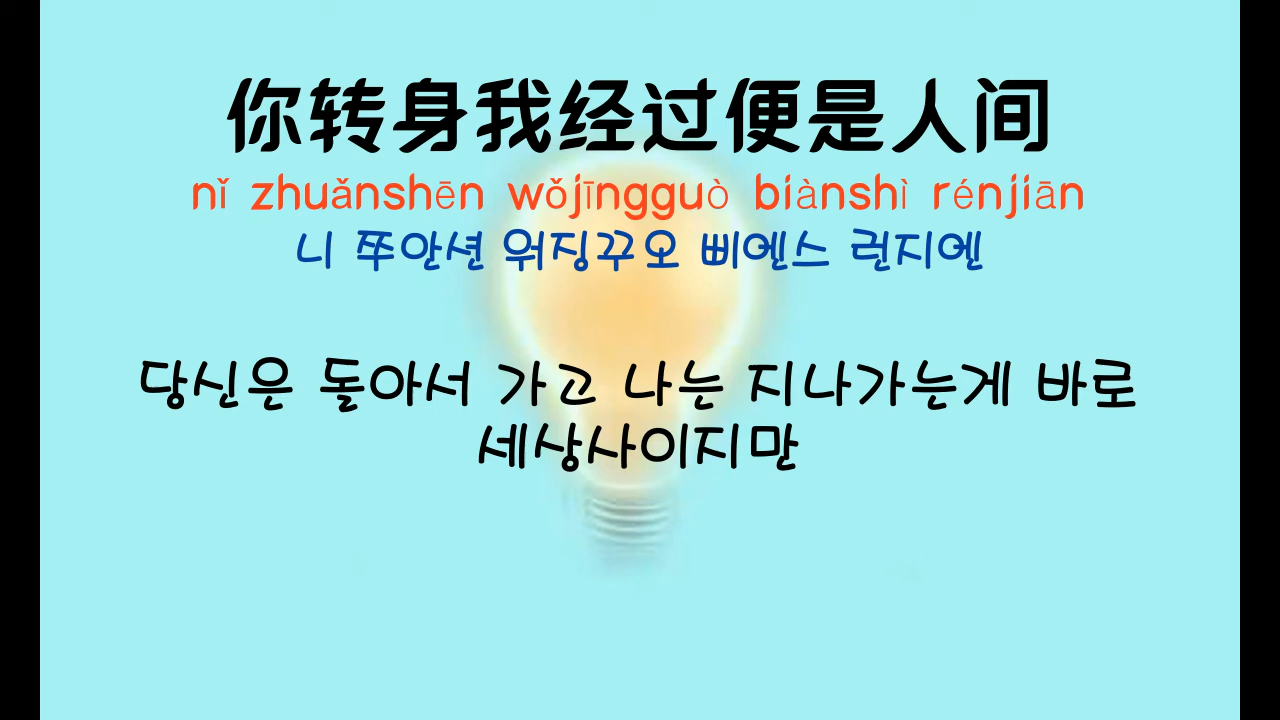 你转身我经过便是人间
nǐ zhuǎnshēn wǒjīngguò biànshì rénjiān
니 쭈안션 워징꾸오 삐엔스 런지엔
당신은 돌아서 가고 나는 지나가는게 바로
세상사이지만